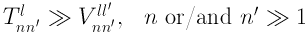 $T^{l}_{nn'} \gg V^{ll'}_{nn'},\quad n \text{ or/and } n' \gg 1$